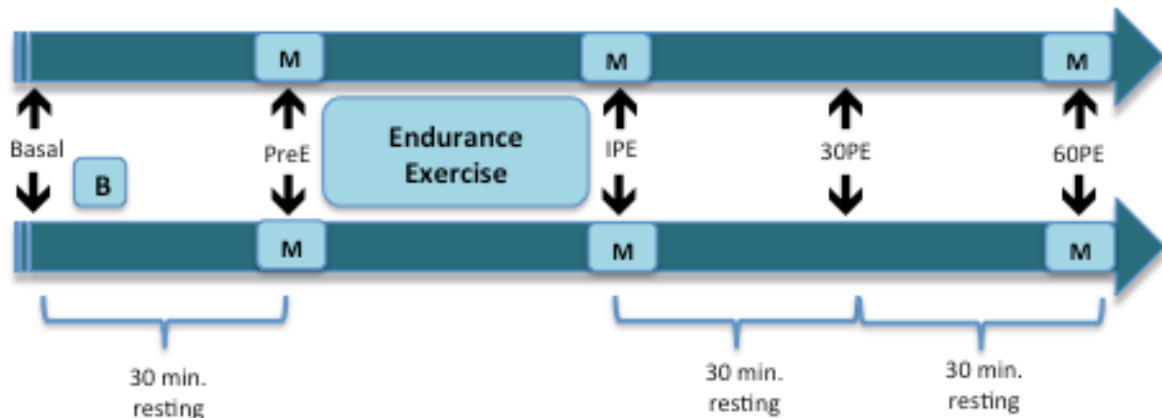 M M M
Basal PreE Endurance Exercise IPE 30PE 60PE
B
M M M
30 min.
resting
30 min.
resting
30 min.
resting